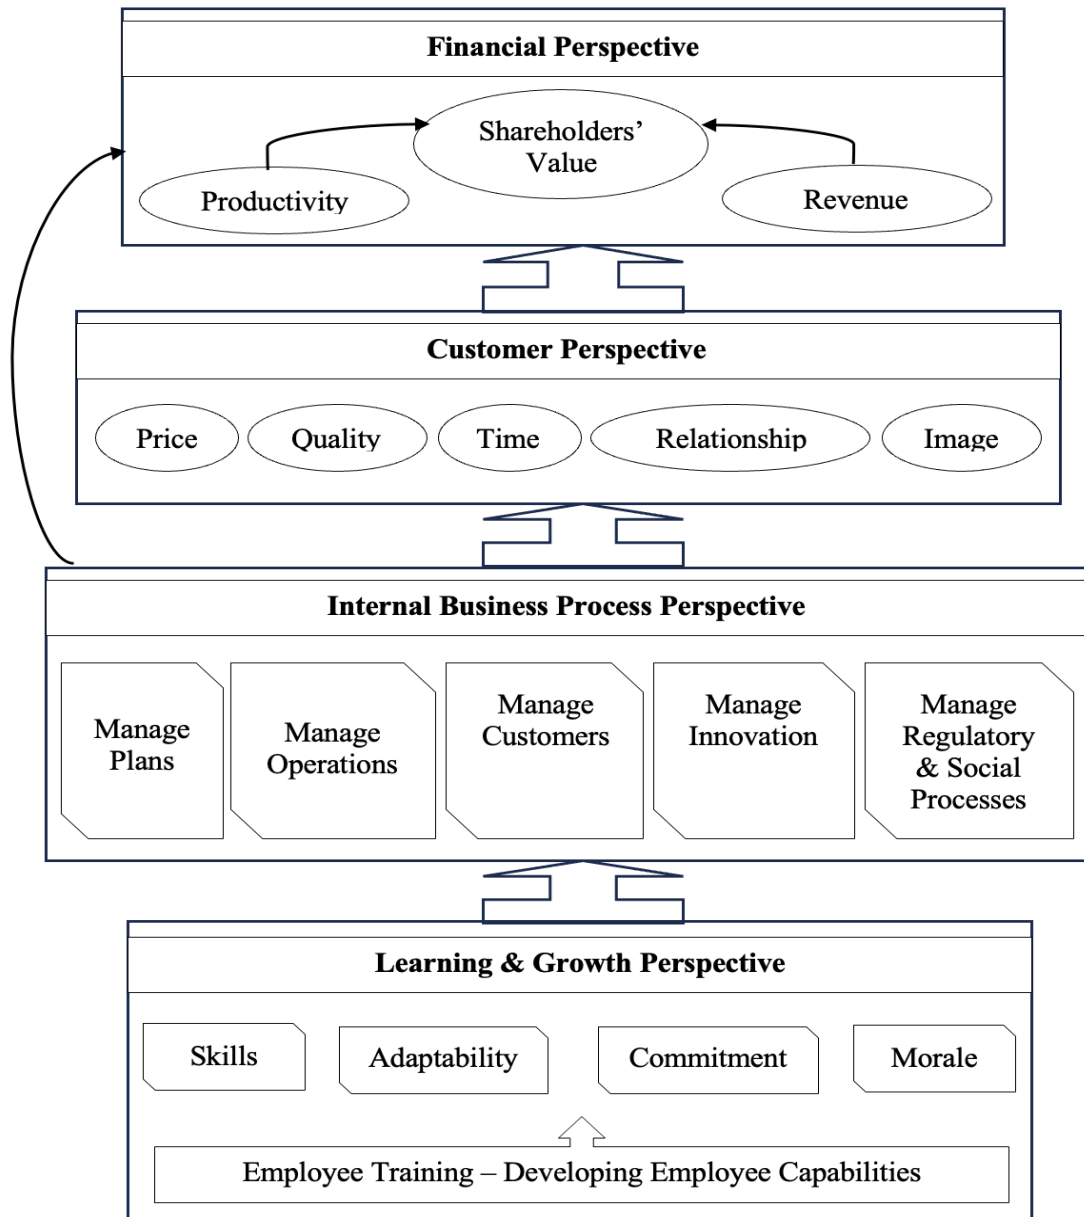 Financial Perspective
Shareholders’
Value
Productivity
Revenue
Customer Perspective
Price
Quality
Time
Relationship
Image
Internal Business Process Perspective
Manage
Plans
Manage
Operations
Manage
Customers
Manage
Innovation
Manage
Regulatory
& Social
Processes
Learning & Growth Perspective
Skills
Adaptability
Commitment
Morale
Employee Training – Developing Employee Capabilities